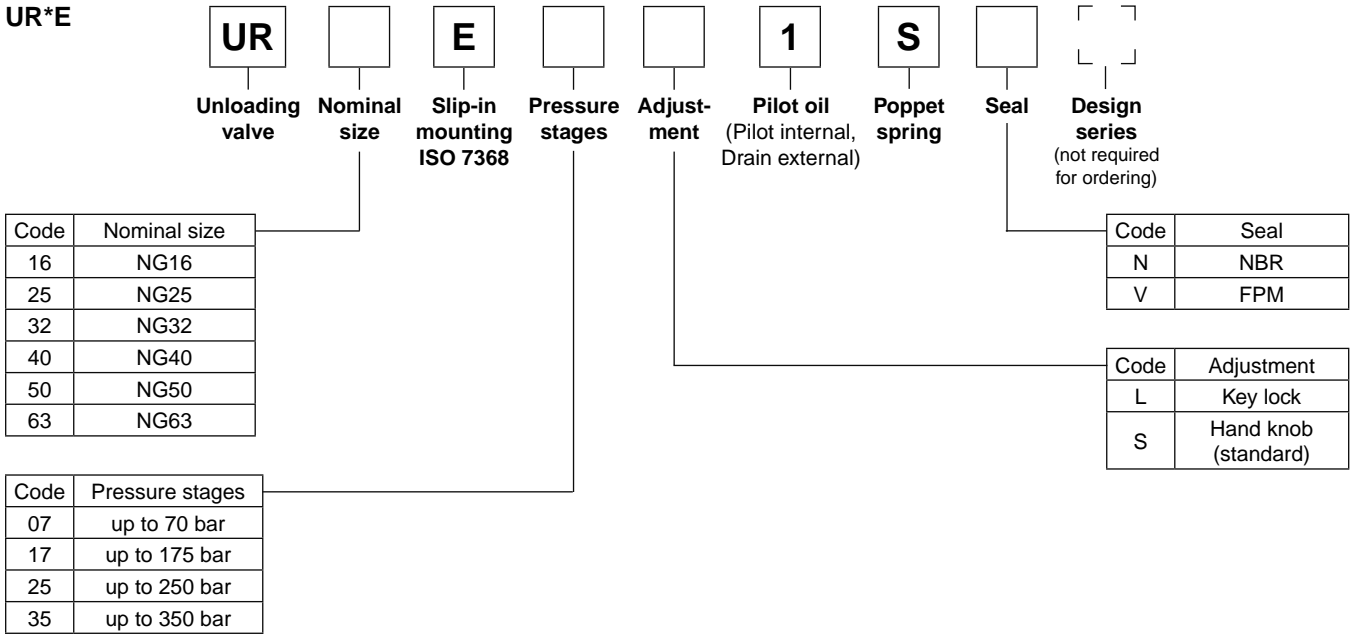 UR*E
UR E 1 S
Unloading valve
Nominal size
Slip-in mounting ISO 7368
Pressure stages
Adjust-ment
Pilot oil
(Pilot internal,
Drain external)
Poppet spring
Seal
Design series
(not required
for ordering)
Code Nominal size
16 NG16
25 NG25
32 NG32
40 NG40
50 NG50
63 NG63
Code Pressure stages
07 up to 70 bar
17 up to 175 bar
25 up to 250 bar
35 up to 350 bar
Code Seal
N NBR
V FPM
Code Adjustment
L Key lock
S Hand knob
(standard)